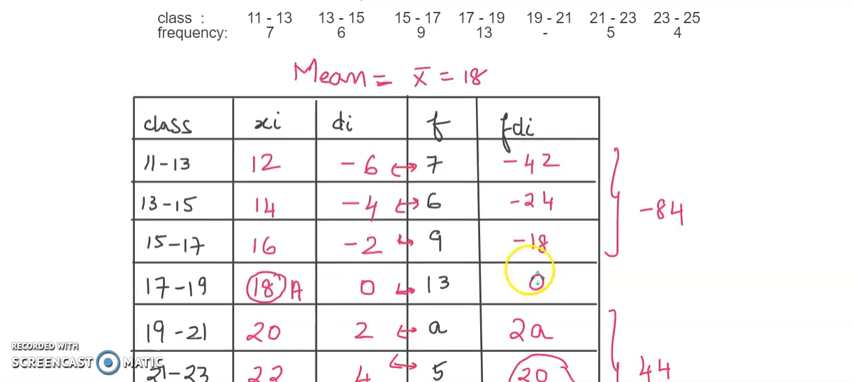 class : 11 - 13 13 - 15 15 - 17 17 - 19 19 - 21 21 - 23 23 - 25
frequency: 7 6 9 13 - 5 4
Mean = x̄ = 18
class xi di f fdi
11-13 12 -6 ↔ 7 -42
13-15 14 -4 ↔ 6 -24
15-17 16 -2 ↔ 9 -18
-84
17-19 18 A 0 ↔ 13 0
19-21 20 2 ↔ a 2a
21-23 22 4 ↔ 5 20
44
RECORDED WITH
SCREENCAST MATIC